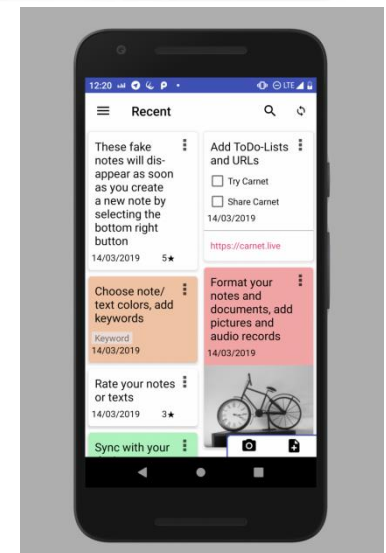 12:20
LTE
Recent
These fake
notes will dis-
appear as soon
as you create
a new note by
selecting the
bottom right
button
14/03/2019 5★
Choose note/
text colors, add
keywords
Keyword
14/03/2019
Rate your notes
or texts
14/03/2019 3★
Sync with your
Add ToDo-Lists
and URLs
Try Carnet
Share Carnet
14/03/2019
https://carnet.live
Format your
notes and
documents, add
pictures and
audio records
14/03/2019